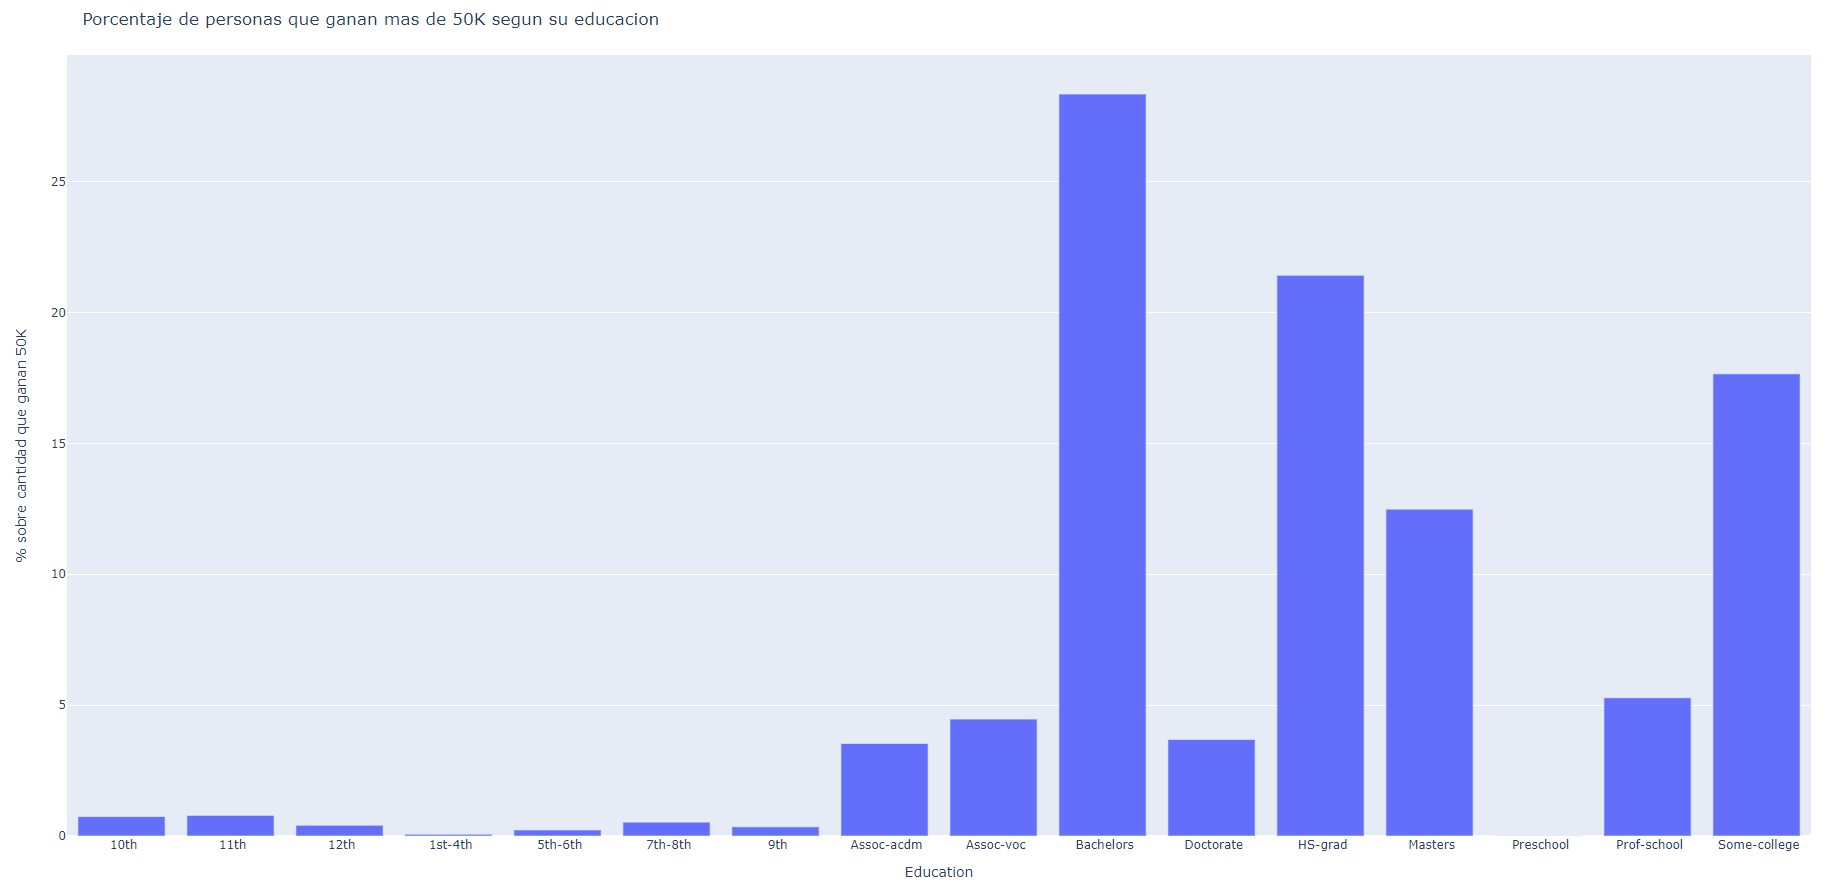 Porcentaje de personas que ganan mas de 50K segun su educacion
% sobre cantidad que ganan 50K
25
20
15
10
5
0
10th 11th 12th 1st-4th 5th-6th 7th-8th 9th Assoc-acdm Assoc-voc Bachelors Doctorate HS-grad Masters Preschool Prof-school Some-college
Education